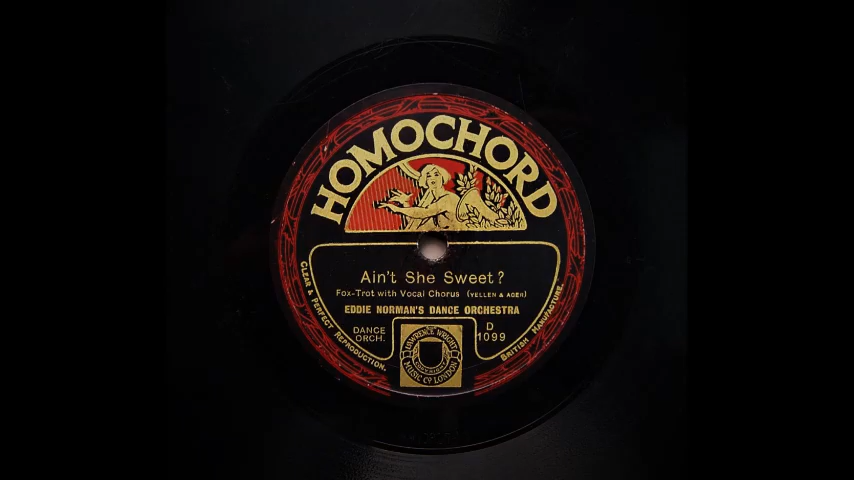 HOMOCHORD
Ain't She Sweet?
Fox-Trot with Vocal Chorus (YELLEN & AGER)
EDDIE NORMAN'S DANCE ORCHESTRA
DANCE
ORCH.
D
1099
CLEAR & PERFECT REPRODUCTION.
BRITISH MANUFACTURE.
LAWRENCE WRIGHT
COPYRIGHT
MUSIC Co LONDON